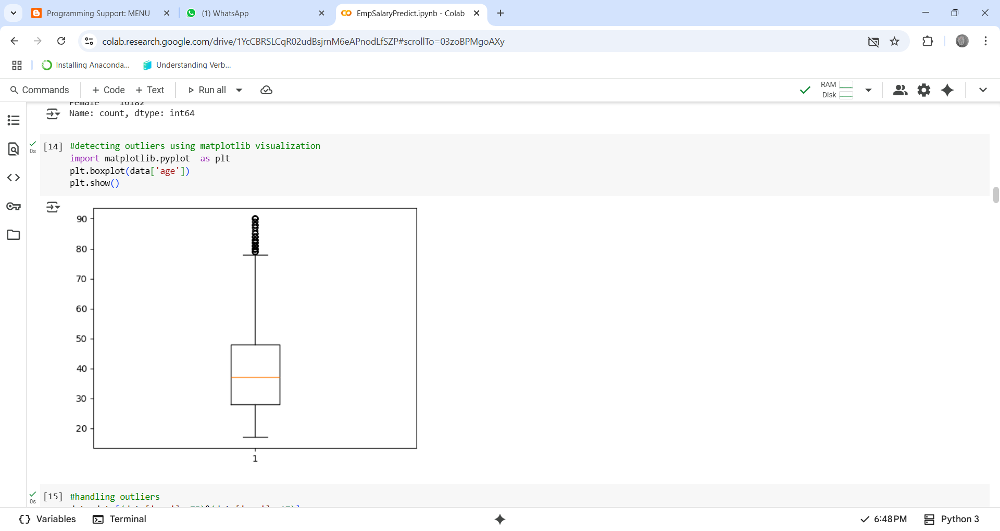 Programming Support: MENU
(1) WhatsApp
EmpSalaryPredict.ipynb - Colab
colab.research.google.com/drive/1YcCBRSLCqR02udBsjrnM6eAPnodLfSZP#scrollTo=03zoBPMgoAXy
Installing Anaconda...
Understanding Verb...
Commands
+ Code
+ Text
Run all
RAM
Disk
Female 16182
Name: count, dtype: int64
[14] #detecting outliers using matplotlib visualization
0s
import matplotlib.pyplot  as plt
plt.boxplot(data['age'])
plt.show()
90
80
70
60
50
40
30
20
1
[15] #handling outliers
0s
Variables
Terminal
6:48 PM
Python 3